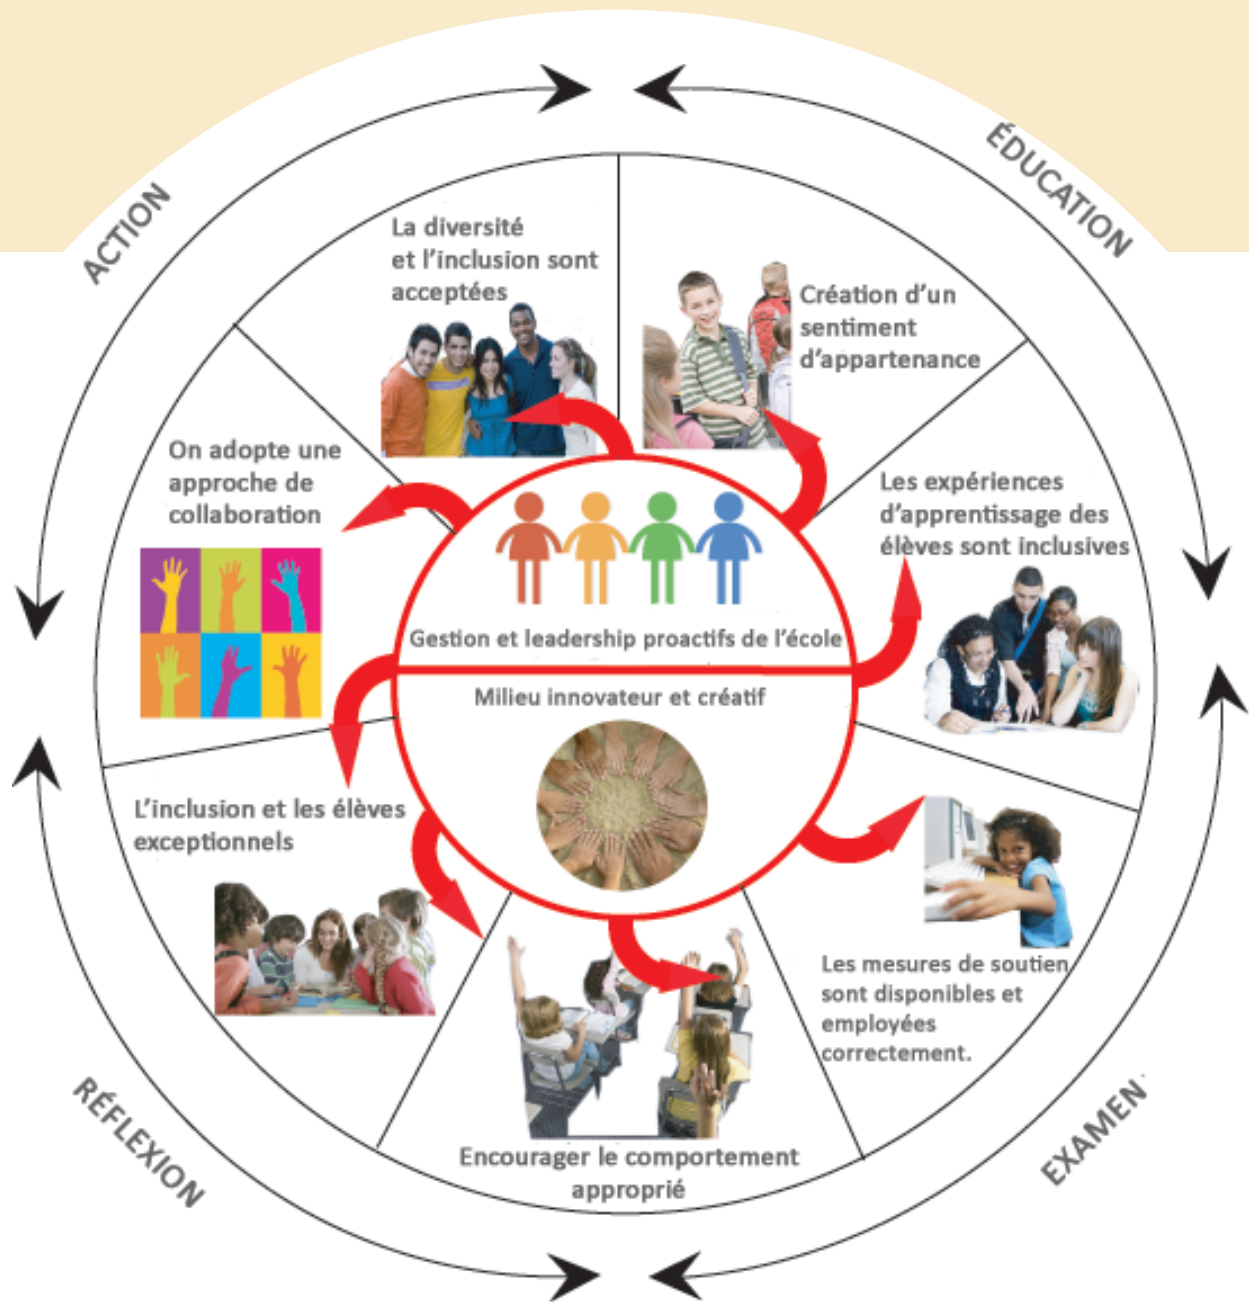 ACTION
ÉDUCATION
La diversité
et l'inclusion sont
acceptées
Création d'un
sentiment
d'appartenance
On adopte une
approche de
collaboration
Les expériences
d'apprentissage des
élèves sont inclusives
Gestion et leadership proactifs de l'école
Milieu innovateur et créatif
L'inclusion et les élèves
exceptionnels
Les mesures de soutien
sont disponibles et
employées
correctement.
Encourager le comportement
approprié
RÉFLEXION
EXAMEN